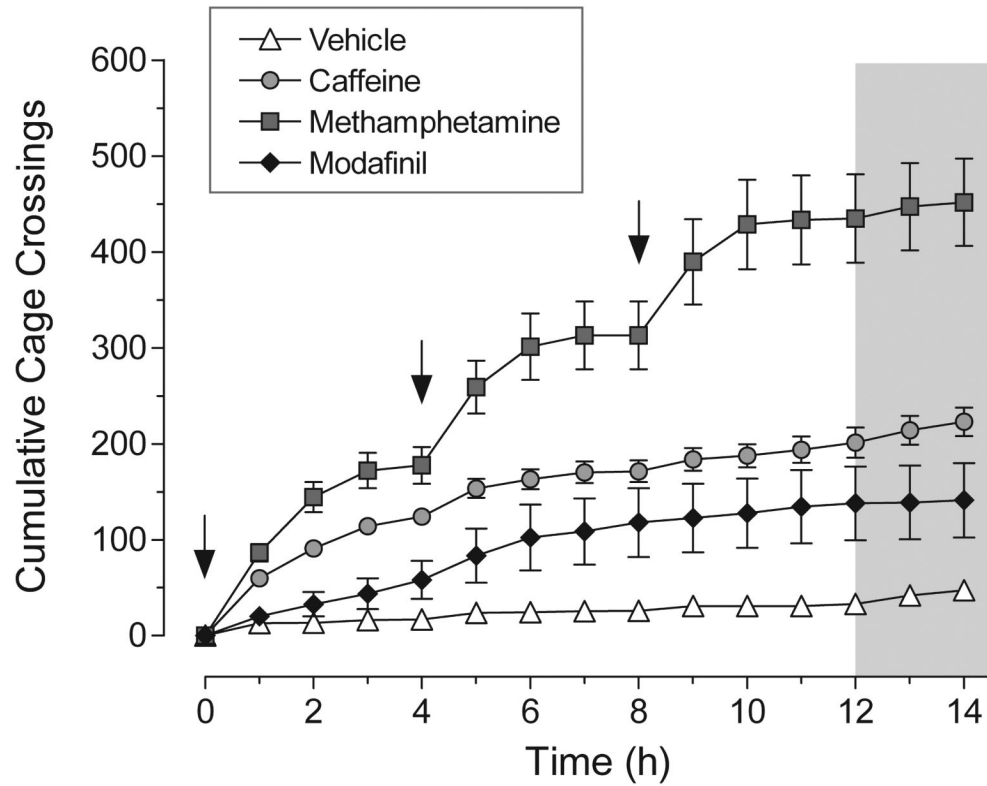 Vehicle
Caffeine
Methamphetamine
Modafinil
Cumulative Cage Crossings
600
500
400
300
200
100
0
0 2 4 6 8 10 12 14
Time (h)